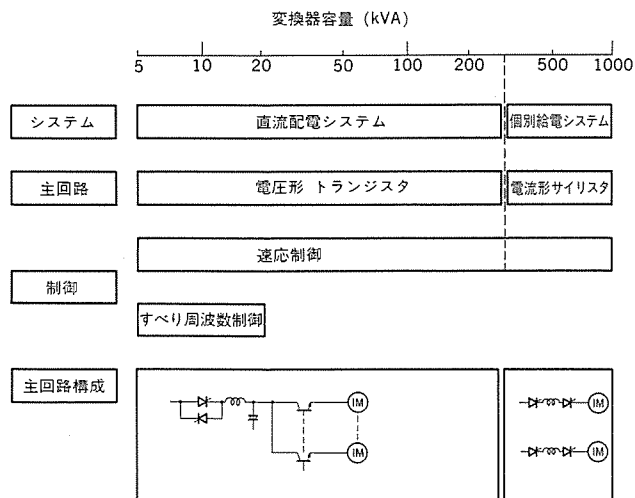 変換器容量 (kVA)
5 10 20 50 100 200 500 1000
システム 直流配電システム 個別給電システム
主回路 電圧形 トランジスタ 電流形サイリスタ
速応制御
制御
すべり周波数制御
主回路構成
IM IM
IM IM